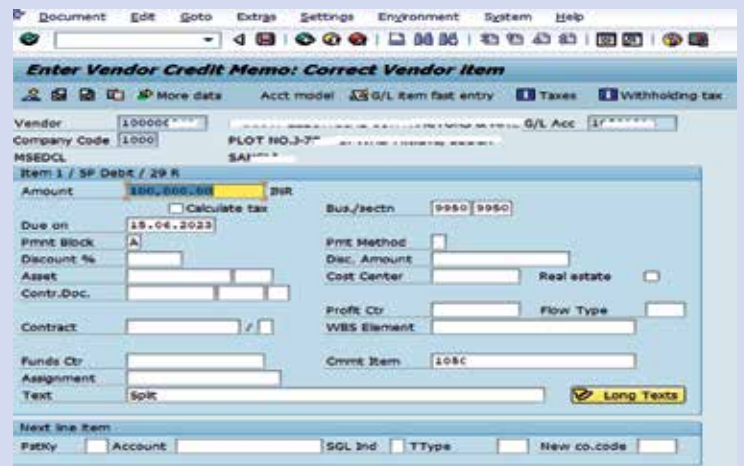 Document Edit Goto Extras Settings Environment System Help
Enter Vendor Credit Memo: Correct Vendor Item
More data Acct model G/L item fast entry Taxes Withholding tax
Vendor G/L Acc
Company Code 1000 PLOT NO.
MSEDCL
Item 1 / SP Debit / 29 R
Amount 100,000.00 INR
Calculate tax Bus./sectn 9950 9950
Due on 15.06.2023
Pmnt Block A Pmt Method
Discount % Disc. Amount
Asset Cost Center Real estate
Contr.Doc.
Profit Ctr Flow Type
Contract / WBS Element
Funds Ctr Cmmt Item
Assignment
Text Split Long Texts
Next line item
PstKy Account SGL Ind TType New co.code